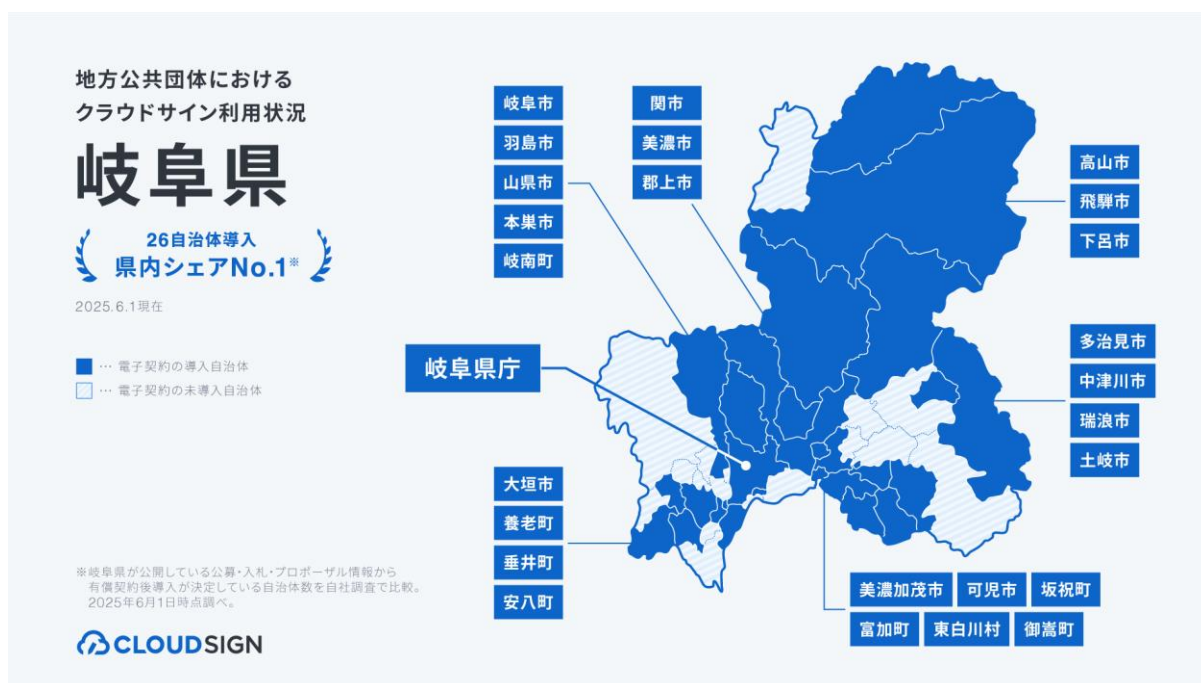 地方公共団体における
クラウドサイン利用状況
岐阜県
26自治体導入
県内シェアNo.1※
2025.6.1現在
… 電子契約の導入自治体
… 電子契約の未導入自治体
岐阜市
羽島市
山県市
本巣市
岐南町
関市
美濃市
郡上市
高山市
飛騨市
下呂市
岐阜県庁
多治見市
中津川市
瑞浪市
土岐市
大垣市
養老町
垂井町
安八町
美濃加茂市 可児市 坂祝町
富加町 東白川村 御嵩町
※岐阜県が公開している公募・入札・プロポーザル情報から
有償契約後導入が決定している自治体数を自社調査で比較。
2025年6月1日時点調べ。
CLOUDSIGN